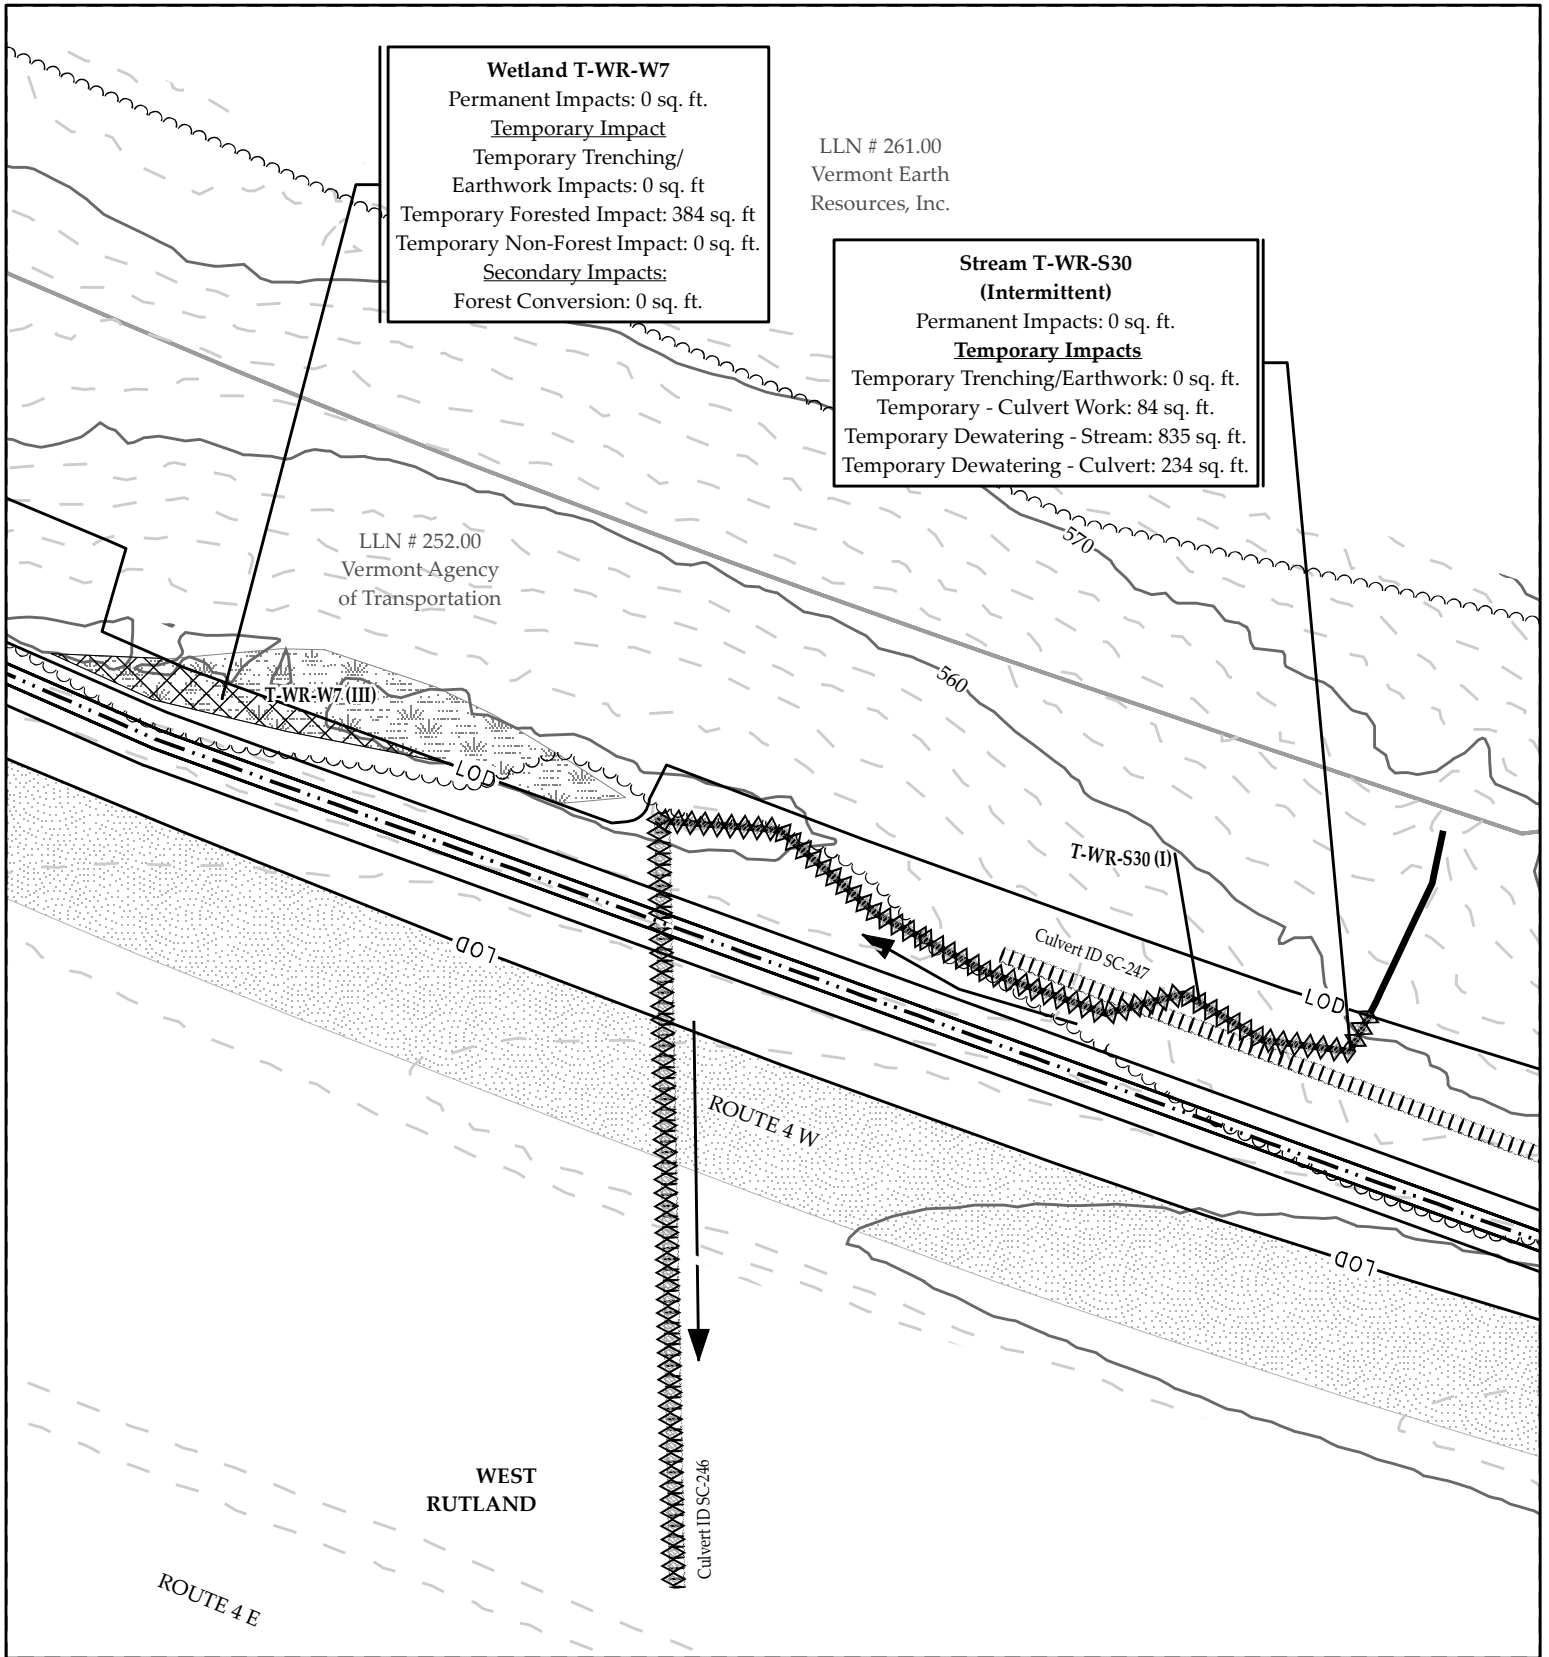 Wetland T-WR-W7
Permanent Impacts: 0 sq. ft.
Temporary Impact
Temporary Trenching/
Earthwork Impacts: 0 sq. ft
Temporary Forested Impact: 384 sq. ft
Temporary Non-Forest Impact: 0 sq. ft.
Secondary Impacts:
Forest Conversion: 0 sq. ft.
LLN # 261.00
Vermont Earth
Resources, Inc.
Stream T-WR-S30
(Intermittent)
Permanent Impacts: 0 sq. ft.
Temporary Impacts
Temporary Trenching/Earthwork: 0 sq. ft.
Temporary - Culvert Work: 84 sq. ft.
Temporary Dewatering - Stream: 835 sq. ft.
Temporary Dewatering - Culvert: 234 sq. ft.
570
LLN # 252.00
Vermont Agency
of Transportation
560
T-WR-W7 (III)
LOD
T-WR-S30 (I)
LOD
Culvert ID SC-247
LOD
ROUTE 4 W
LOD
WEST
RUTLAND
Culvert ID SC-246
ROUTE 4 E